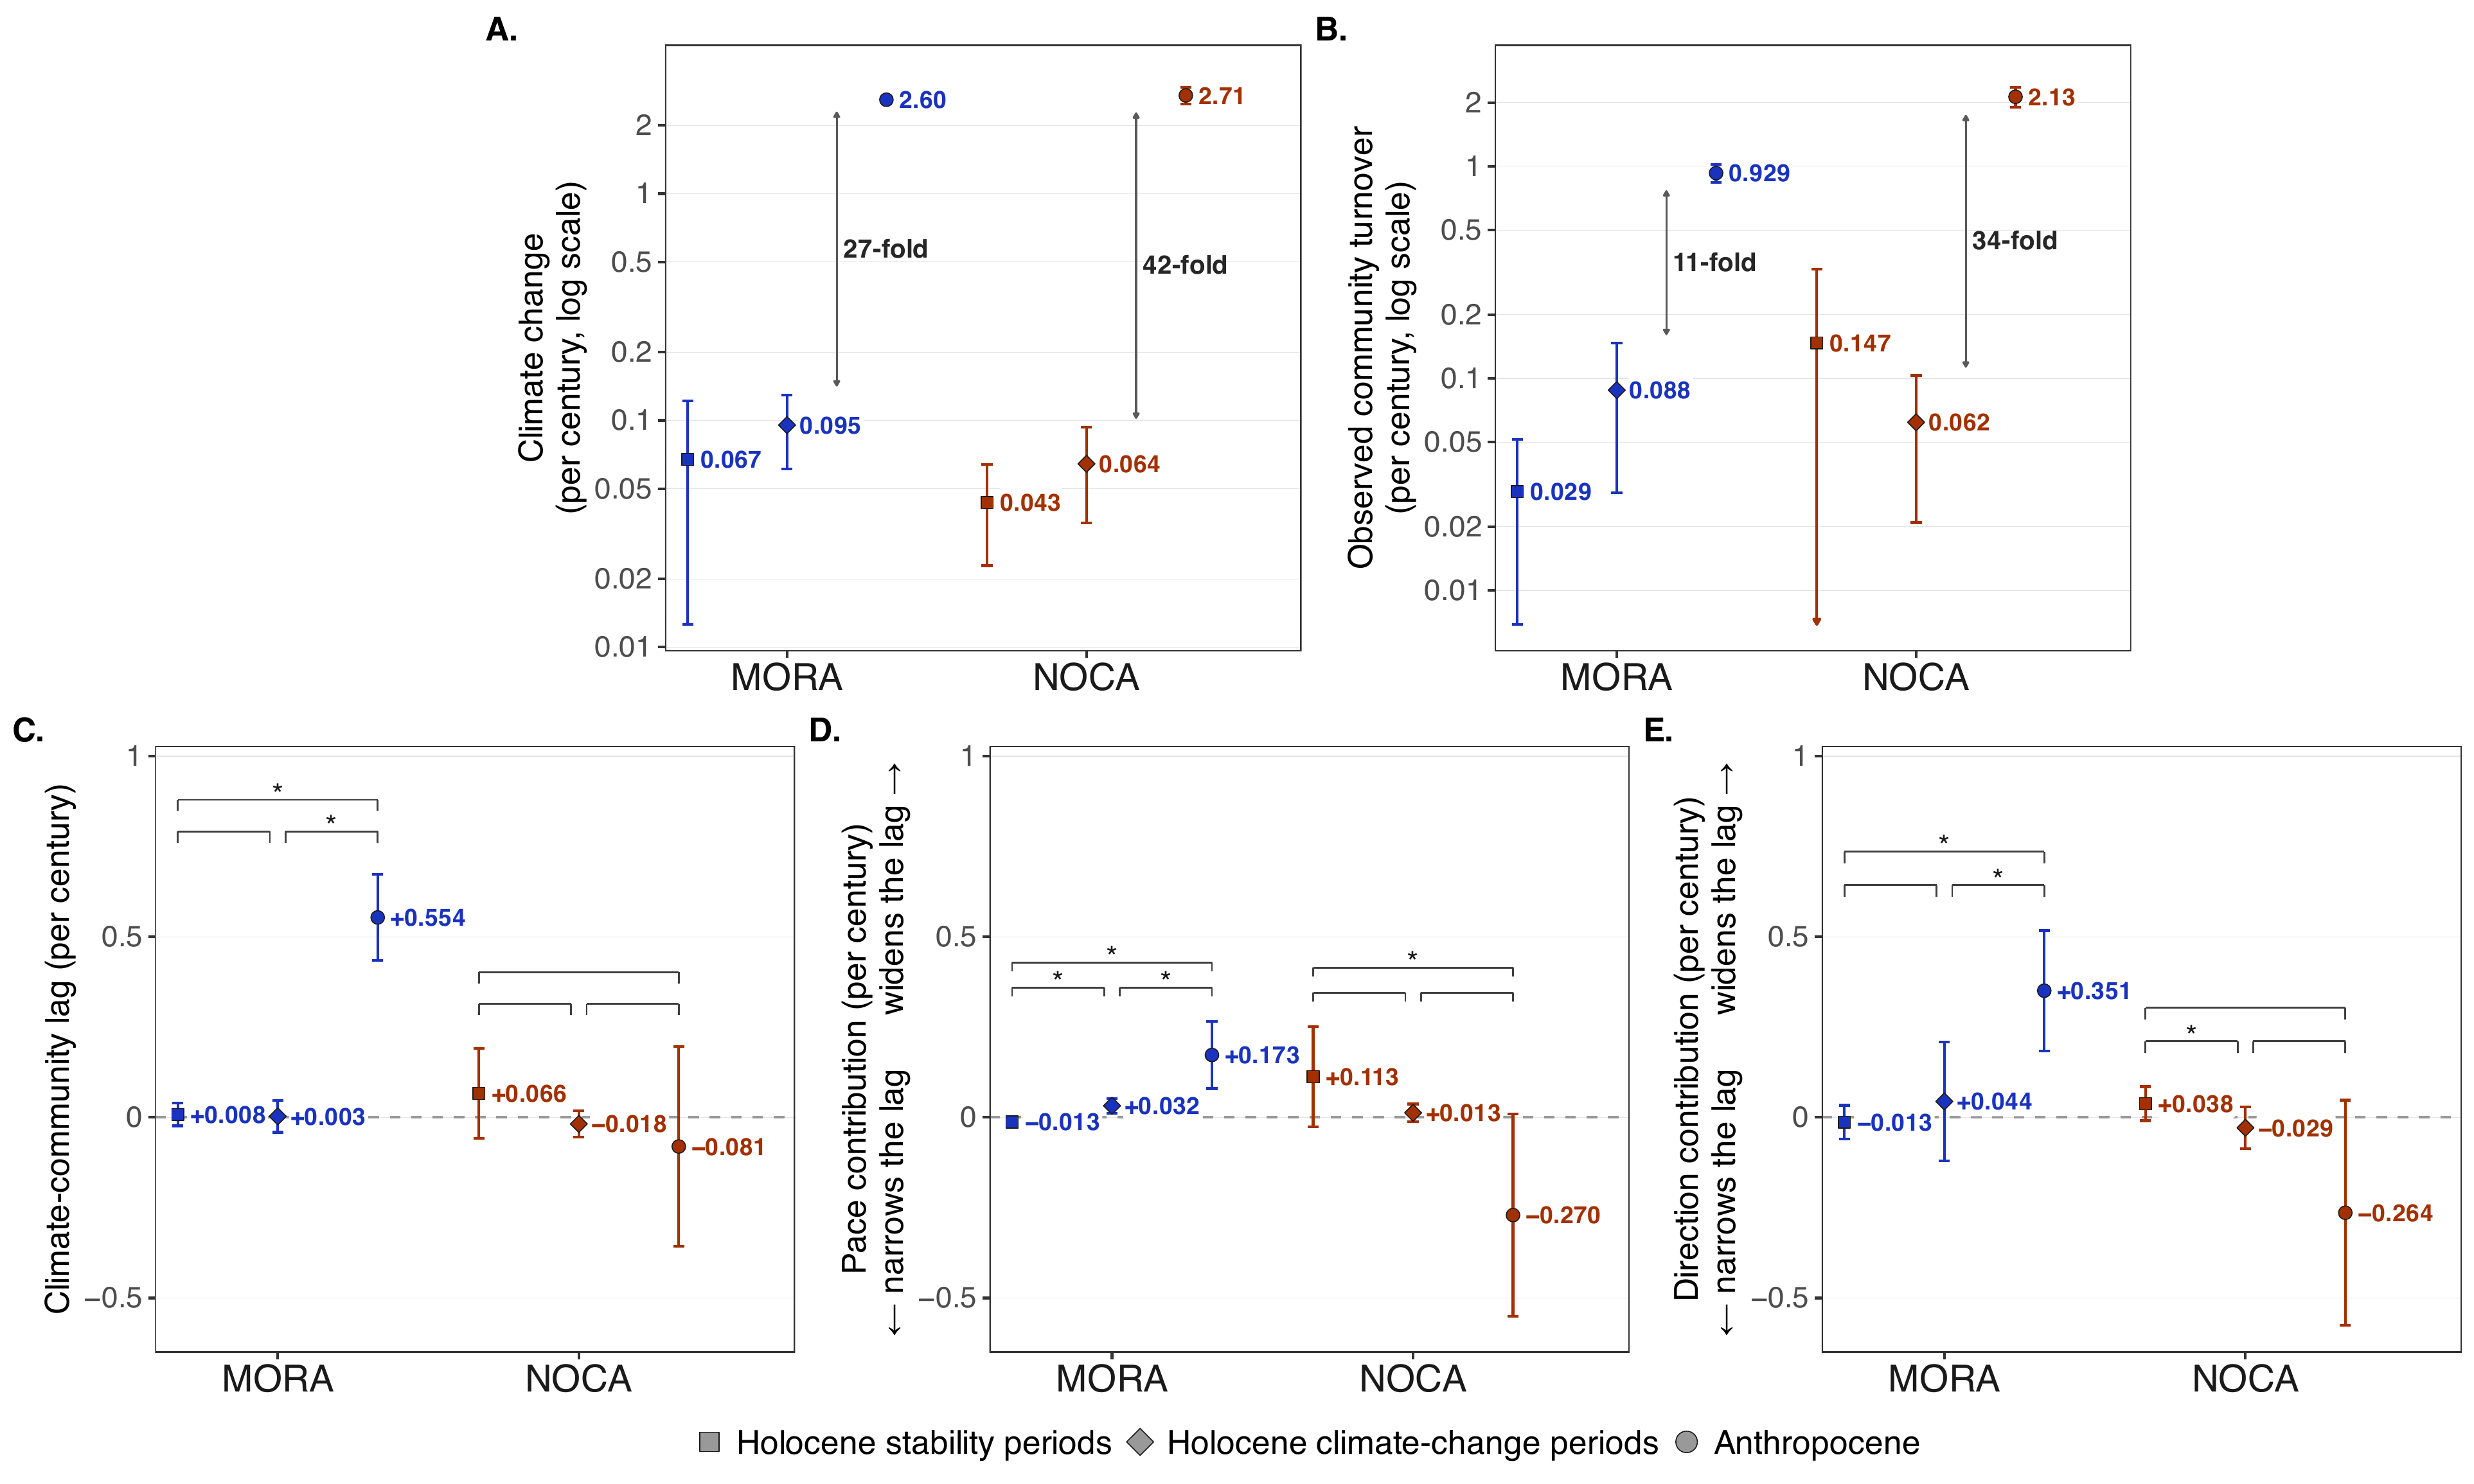 A.
Climate change
(per century, log scale)
2
1
0.5
0.2
0.1
0.05
0.02
0.01
2.60
2.71
27-fold
42-fold
0.067
0.095
0.043
0.064
MORA
NOCA
B.
Observed community turnover
(per century, log scale)
2
1
0.5
0.2
0.1
0.05
0.02
0.01
2.13
0.929
34-fold
11-fold
0.147
0.088
0.062
0.029
MORA
NOCA
C.
Climate-community lag (per century)
1
0.5
0
−0.5
*
*
+0.554
+0.008
+0.003
+0.066
−0.018
−0.081
MORA
NOCA
D.
Pace contribution (per century)
← narrows the lag widens the lag →
1
0.5
0
−0.5
*
* *
*
−0.013
+0.032
+0.173
+0.113
+0.013
−0.270
MORA
NOCA
E.
Direction contribution (per century)
← narrows the lag widens the lag →
1
0.5
0
−0.5
*
*
*
−0.013
+0.044
+0.351
+0.038
−0.029
−0.264
MORA
NOCA
Holocene stability periods Holocene climate-change periods Anthropocene